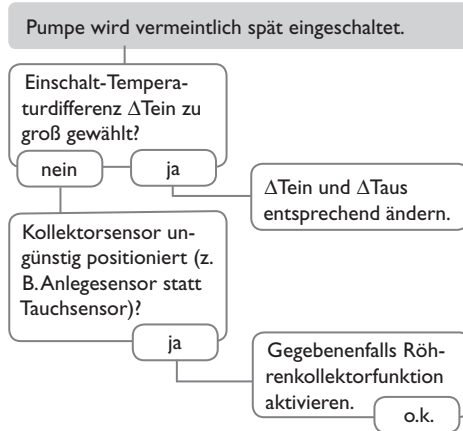 Pumpe wird vermeintlich spät eingeschaltet.
Einschalt-Tempera-
turdifferenz ΔTein zu
groß gewählt?
nein
ja
ΔTein und ΔTaus
entsprechend ändern.
Kollektorsensor un-
günstig positioniert (z.
B. Anlegesensor statt
Tauchsensor)?
ja
Gegebenenfalls Röh-
renkollektorfunktion
aktivieren.
o.k.